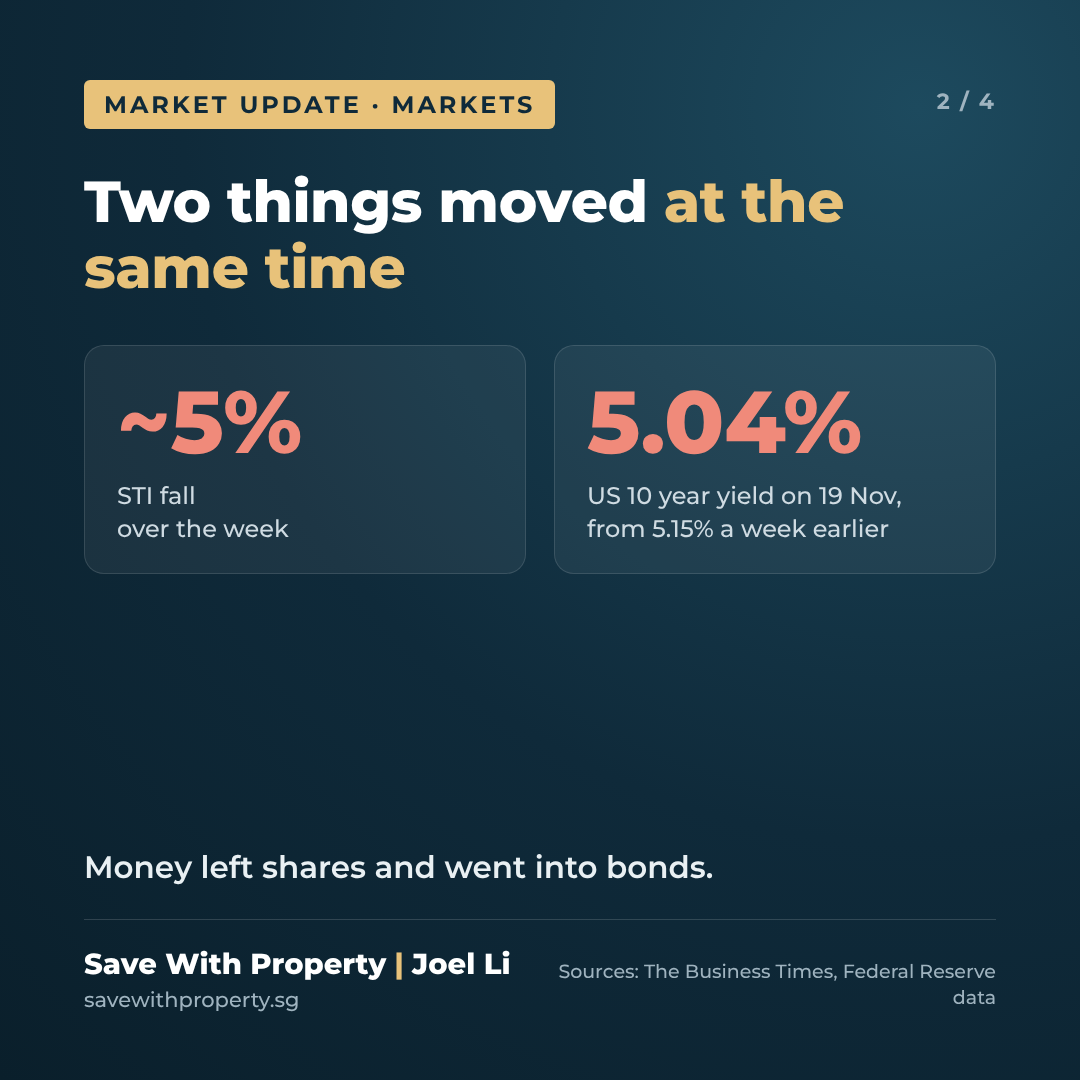 MARKET UPDATE · MARKETS
2 / 4
Two things moved at the
same time
~5%
STI fall
over the week
5.04%
US 10 year yield on 19 Nov,
from 5.15% a week earlier
Money left shares and went into bonds.
Save With Property | Joel Li
savewithproperty.sg
Sources: The Business Times, Federal Reserve
data